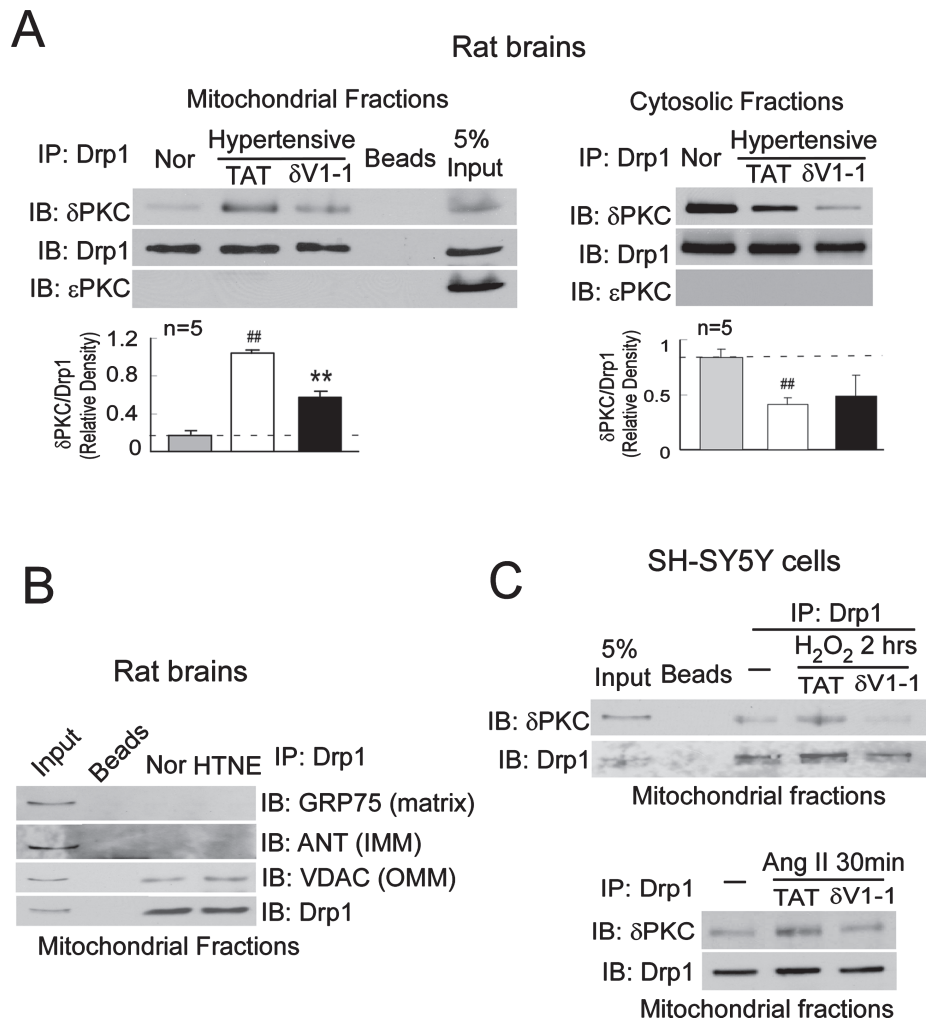 A
Rat brains
Mitochondrial Fractions
IP: Drp1
Nor
Hypertensive
TAT δV1-1
Beads
5%
Input
IB: δPKC
IB: Drp1
IB: εPKC
n=5
δPKC/Drp1
(Relative Density)
1.2
0.8
0.4
0
##
**
Cytosolic Fractions
IP: Drp1
Nor
Hypertensive
TAT δV1-1
IB: δPKC
IB: Drp1
IB: εPKC
n=5
δPKC/Drp1
(Relative Density)
1
0.5
0
##
B
Rat brains
Input
Beads
Nor HTNE
IP: Drp1
IB: GRP75 (matrix)
IB: ANT (IMM)
IB: VDAC (OMM)
IB: Drp1
Mitochondrial Fractions
C
SH-SY5Y cells
IP: Drp1
5%
Input
Beads
–
H₂O₂ 2 hrs
TAT δV1-1
IB: δPKC
IB: Drp1
Mitochondrial fractions
IP: Drp1
–
Ang II 30min
TAT δV1-1
IB: δPKC
IB: Drp1
Mitochondrial fractions